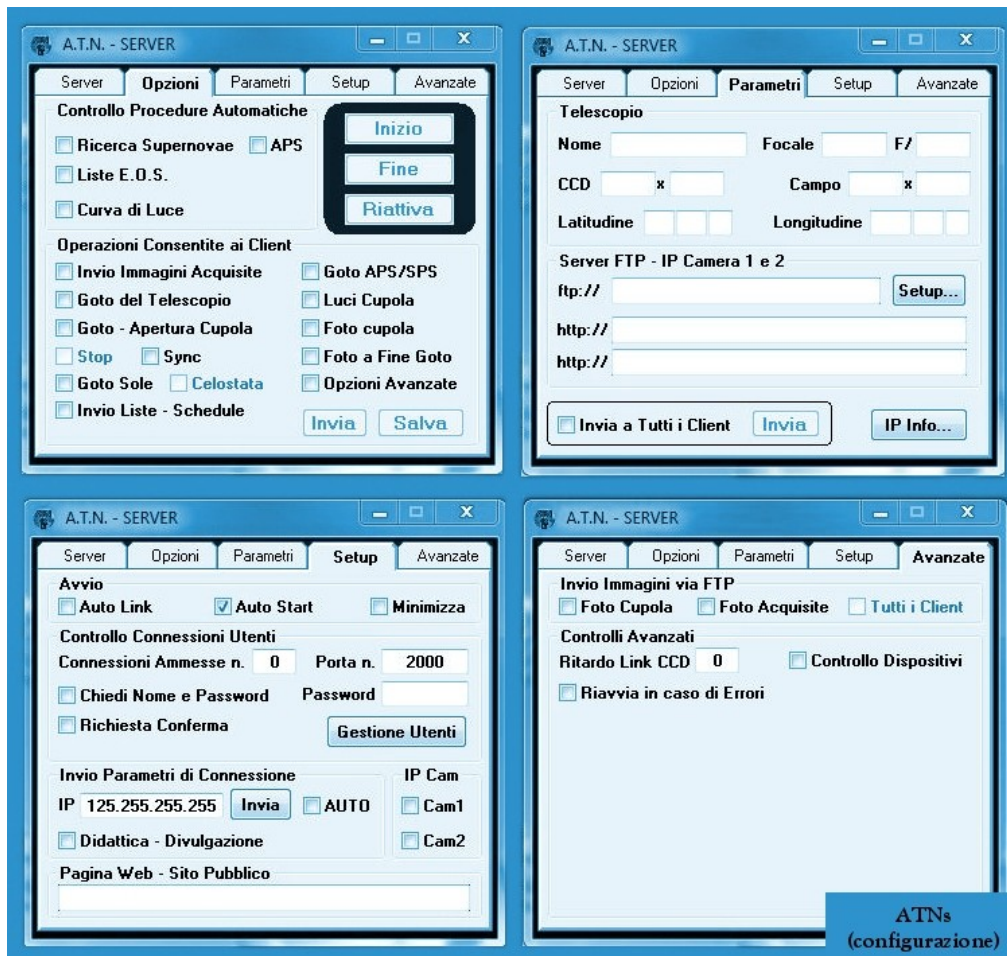 A.T.N. - SERVER
Server Opzioni Parametri Setup Avanzate
Controllo Procedure Automatiche
Ricerca Supernovae APS
Liste E.O.S.
Curva di Luce
Inizio
Fine
Riattiva
Operazioni Consentite ai Client
Invio Immagini Acquisite Goto APS/SPS
Goto del Telescopio Luci Cupola
Goto - Apertura Cupola Foto cupola
Stop Sync Foto a Fine Goto
Goto Sole Celostata Opzioni Avanzate
Invio Liste - Schedule Invia Salva
A.T.N. - SERVER
Server Opzioni Parametri Setup Avanzate
Telescopio
Nome Focale F/
CCD x Campo x
Latitudine Longitudine
Server FTP - IP Camera 1 e 2
ftp:// Setup...
http://
http://
Invia a Tutti i Client Invia IP Info...
A.T.N. - SERVER
Server Opzioni Parametri Setup Avanzate
Avvio
Auto Link Auto Start Minimizza
Controllo Connessioni Utenti
Connessioni Ammesse n. 0 Porta n. 2000
Chiedi Nome e Password Password
Richiesta Conferma Gestione Utenti
Invio Parametri di Connessione IP Cam
IP 125.255.255.255 Invia AUTO Cam1
Didattica - Divulgazione Cam2
Pagina Web - Sito Pubblico
A.T.N. - SERVER
Server Opzioni Parametri Setup Avanzate
Invio Immagini via FTP
Foto Cupola Foto Acquisite Tutti i Client
Controlli Avanzati
Ritardo Link CCD 0 Controllo Dispositivi
Riavvia in caso di Errori
ATNs
(configurazione)